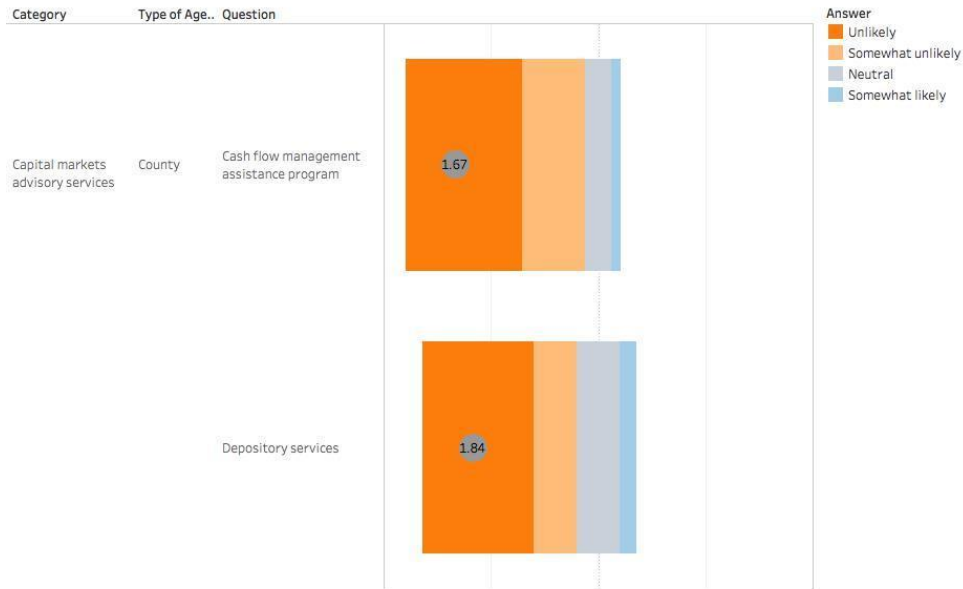 Category
Type of Age..
Question
Answer
Unlikely
Somewhat unlikely
Neutral
Somewhat likely
Capital markets
advisory services
County
Cash flow management
assistance program
1.67
Depository services
1.84